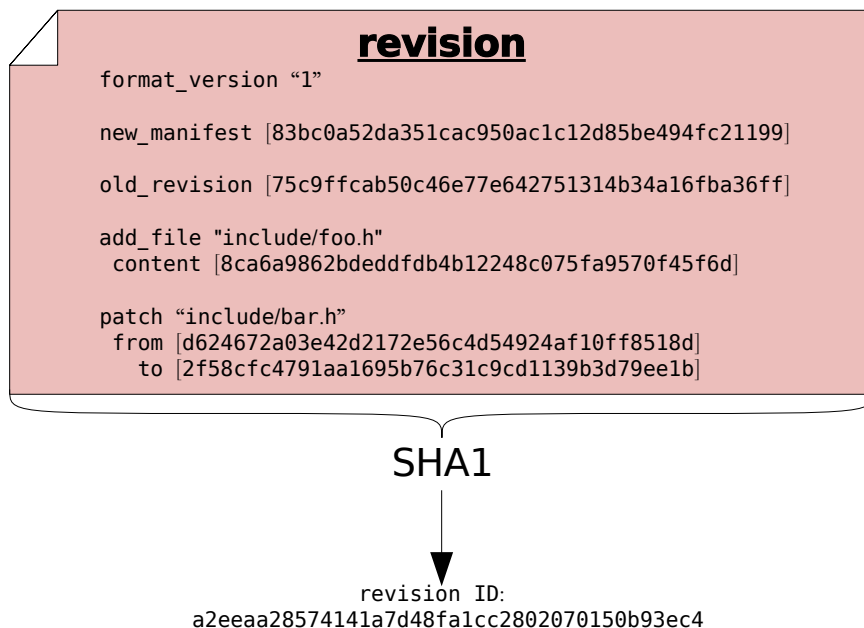 revision
format_version “1”
new_manifest [83bc0a52da351cac950ac1c12d85be494fc21199]
old_revision [75c9ffcab50c46e77e642751314b34a16fba36ff]
add_file "include/foo.h"
content [8ca6a9862bdeddfdb4b12248c075fa9570f45f6d]
patch “include/bar.h”
from [d624672a03e42d2172e56c4d54924af10ff8518d]
to [2f58cfc4791aa1695b76c31c9cd1139b3d79ee1b]
SHA1
revision ID:
a2eeaa28574141a7d48fa1cc2802070150b93ec4